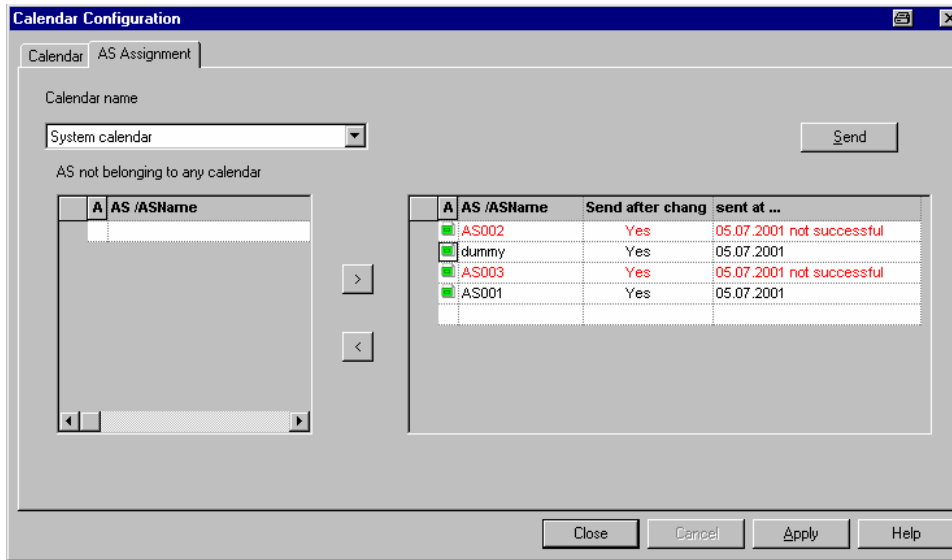 Calendar Configuration
Calendar AS Assignment
Calendar name
System calendar
Send
AS not belonging to any calendar
A AS /ASName
A AS /ASName Send after chang sent at ...
AS002 Yes 05.07.2001 not successful
dummy Yes 05.07.2001
AS003 Yes 05.07.2001 not successful
AS001 Yes 05.07.2001
>
<
Close Cancel Apply Help